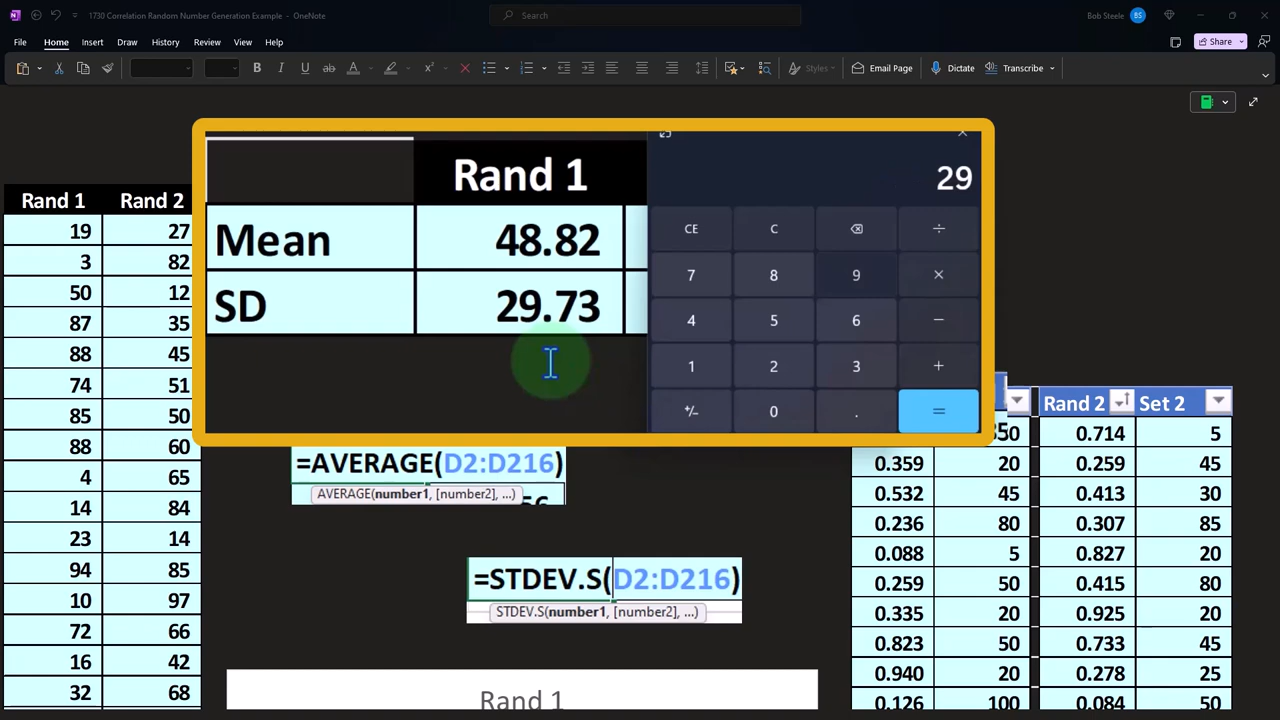 1730 Correlation Random Number Generation Example - OneNote
Search
Bob Steele
BS
File Home Insert Draw History Review View Help
Share
B I U ab A x
Styles
Email Page
Dictate
Transcribe
Rand 1 Rand 2
19 27
3 82
50 12
87 35
88 45
74 51
85 50
88 60
4 65
14 84
23 14
94 85
10 97
72 66
16 42
32 68
Rand 1
Mean 48.82
SD 29.73
29
CE C ÷
7 8 9 ×
4 5 6 −
1 2 3 +
+/− 0 . =
=AVERAGE(D2:D216)
AVERAGE(number1, [number2], ...)
=STDEV.S(D2:D216)
STDEV.S(number1, [number2], ...)
Rand 1
Rand 2 Set 2
0.714 5
0.359 20 0.259 45
0.532 45 0.413 30
0.236 80 0.307 85
0.088 5 0.827 20
0.259 50 0.415 80
0.335 20 0.925 20
0.823 50 0.733 45
0.940 20 0.278 25
0.126 100 0.084 50